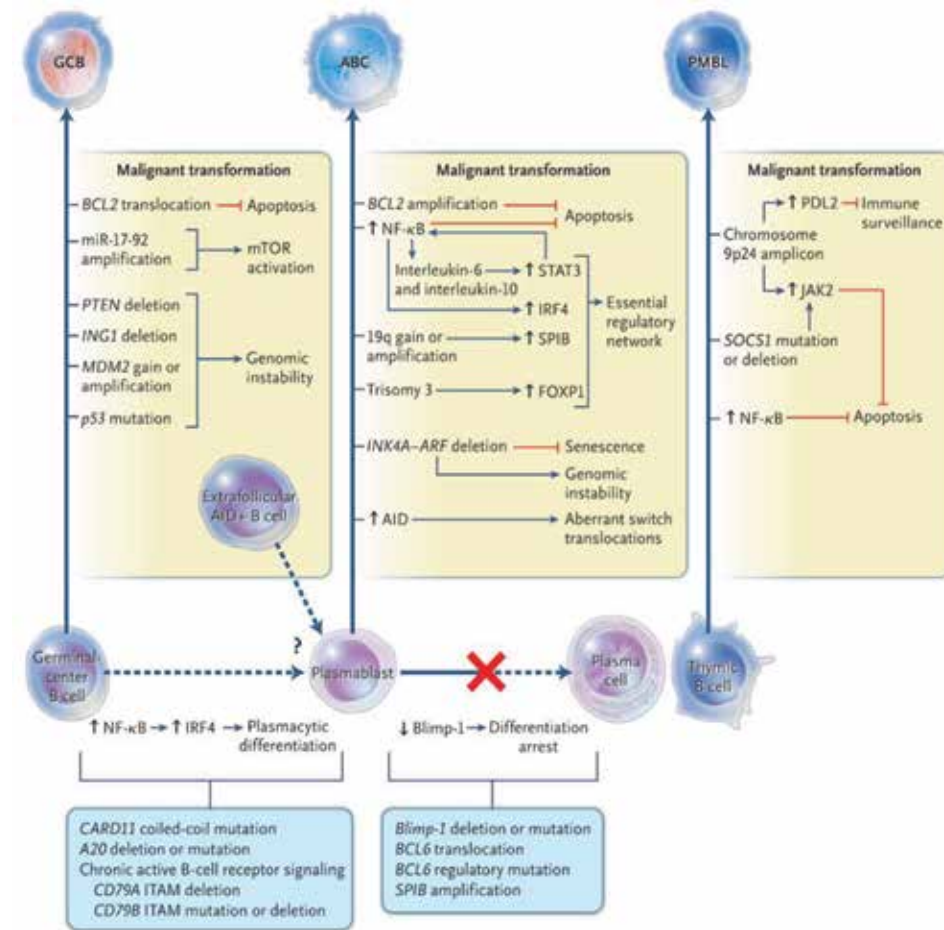 GCB
ABC
PMBL
Malignant transformation
BCL2 translocation
Apoptosis
miR-17-92
amplification
mTOR
activation
PTEN deletion
ING1 deletion
MDM2 gain or
amplification
p53 mutation
Genomic
instability
Extrafollicular
AID+ B cell
Malignant transformation
BCL2 amplification
↑ NF-κB
Apoptosis
Interleukin-6
and interleukin-10
↑ STAT3
↑ IRF4
19q gain or
amplification
↑ SPIB
Trisomy 3
↑ FOXP1
Essential
regulatory
network
INK4A–ARF deletion
Senescence
Genomic
instability
↑ AID
Aberrant switch
translocations
Malignant transformation
↑ PDL2
Immune
surveillance
Chromosome
9p24 amplicon
↑ JAK2
SOCS1 mutation
or deletion
↑ NF-κB
Apoptosis
Germinal-
center
B cell
?
Plasmablast
Plasma
cell
Thymic
B cell
↑ NF-κB → ↑ IRF4 → Plasmacytic
differentiation
↓ Blimp-1 → Differentiation
arrest
CARD11 coiled-coil mutation
A20 deletion or mutation
Chronic active B-cell receptor signaling
CD79A ITAM deletion
CD79B ITAM mutation or deletion
Blimp-1 deletion or mutation
BCL6 translocation
BCL6 regulatory mutation
SPIB amplification